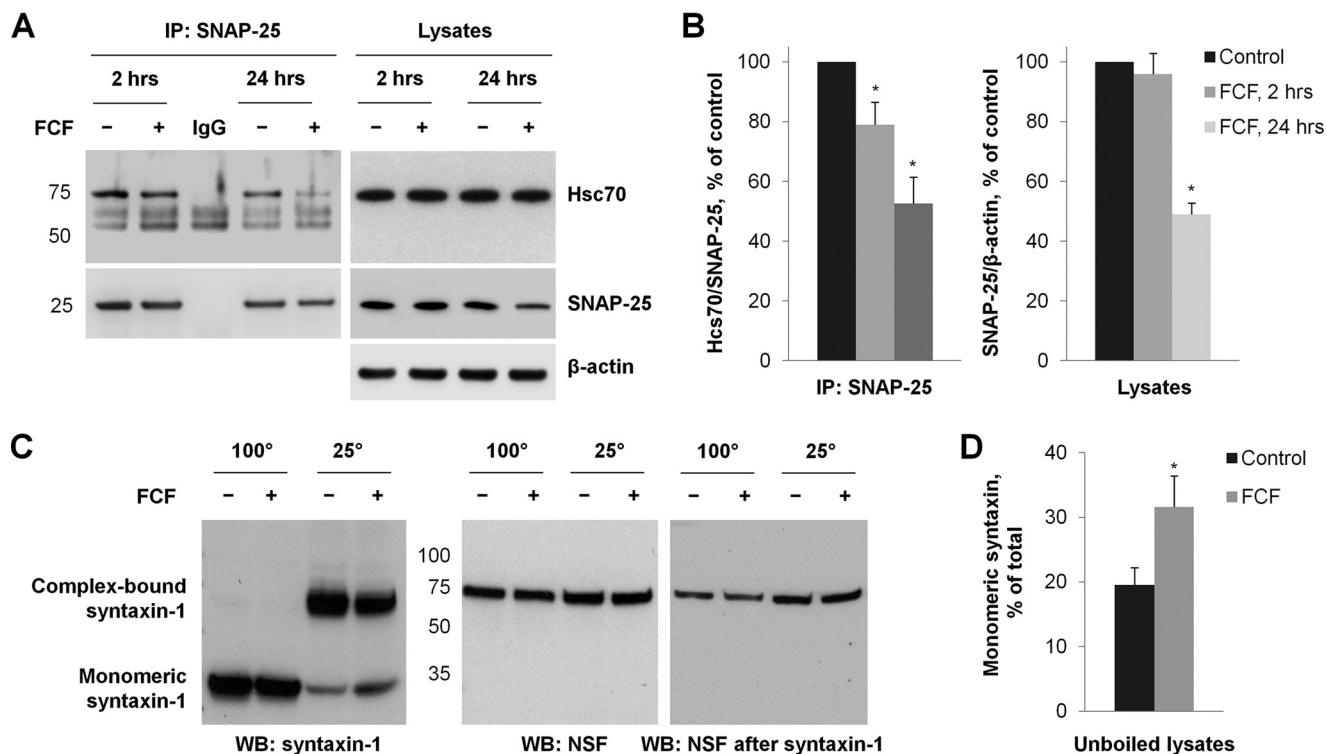 A
IP: SNAP-25
Lysates
2 hrs
24 hrs
2 hrs
24 hrs
FCF
–
+
IgG
–
+
–
+
–
+
75
50
Hsc70
25
SNAP-25
β-actin
B
Hcs70/SNAP-25, % of control
100
80
60
40
20
0
*
*
IP: SNAP-25
SNAP-25/β-actin, % of control
100
80
60
40
20
0
*
Lysates
Control
FCF, 2 hrs
FCF, 24 hrs
C
100°
25°
100°
25°
100°
25°
FCF
–
+
–
+
–
+
–
+
–
+
–
+
Complex-bound
syntaxin-1
Monomeric
syntaxin-1
100
75
50
35
WB: syntaxin-1
WB: NSF
WB: NSF after syntaxin-1
D
Monomeric syntaxin,
% of total
40
30
20
10
0
*
Control
FCF
Unboiled lysates